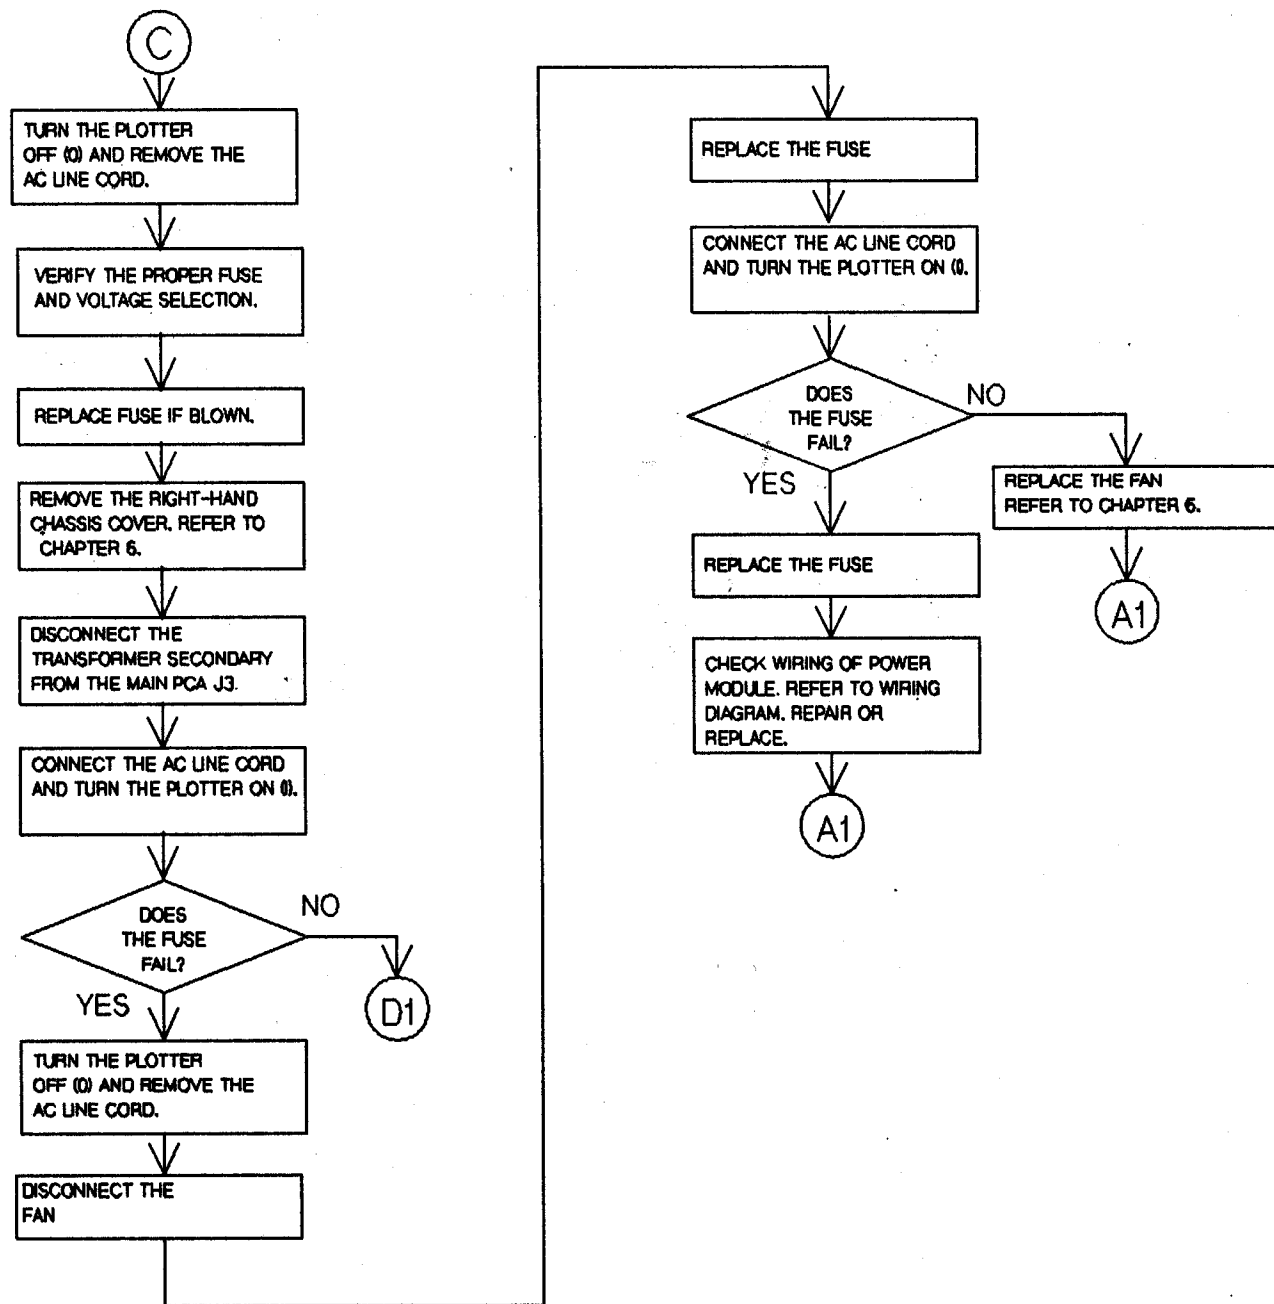 C
TURN THE PLOTTER
OFF (0) AND REMOVE THE
AC LINE CORD.
VERIFY THE PROPER FUSE
AND VOLTAGE SELECTION.
REPLACE FUSE IF BLOWN.
REMOVE THE RIGHT-HAND
CHASSIS COVER. REFER TO
CHAPTER 6.
DISCONNECT THE
TRANSFORMER SECONDARY
FROM THE MAIN PCA J3.
CONNECT THE AC LINE CORD
AND TURN THE PLOTTER ON (I).
DOES
THE FUSE
FAIL?
NO
D1
YES
TURN THE PLOTTER
OFF (0) AND REMOVE THE
AC LINE CORD.
DISCONNECT THE
FAN
REPLACE THE FUSE
CONNECT THE AC LINE CORD
AND TURN THE PLOTTER ON (I).
DOES
THE FUSE
FAIL?
NO
REPLACE THE FAN
REFER TO CHAPTER 6.
A1
YES
REPLACE THE FUSE
CHECK WIRING OF POWER
MODULE. REFER TO WIRING
DIAGRAM. REPAIR OR
REPLACE.
A1